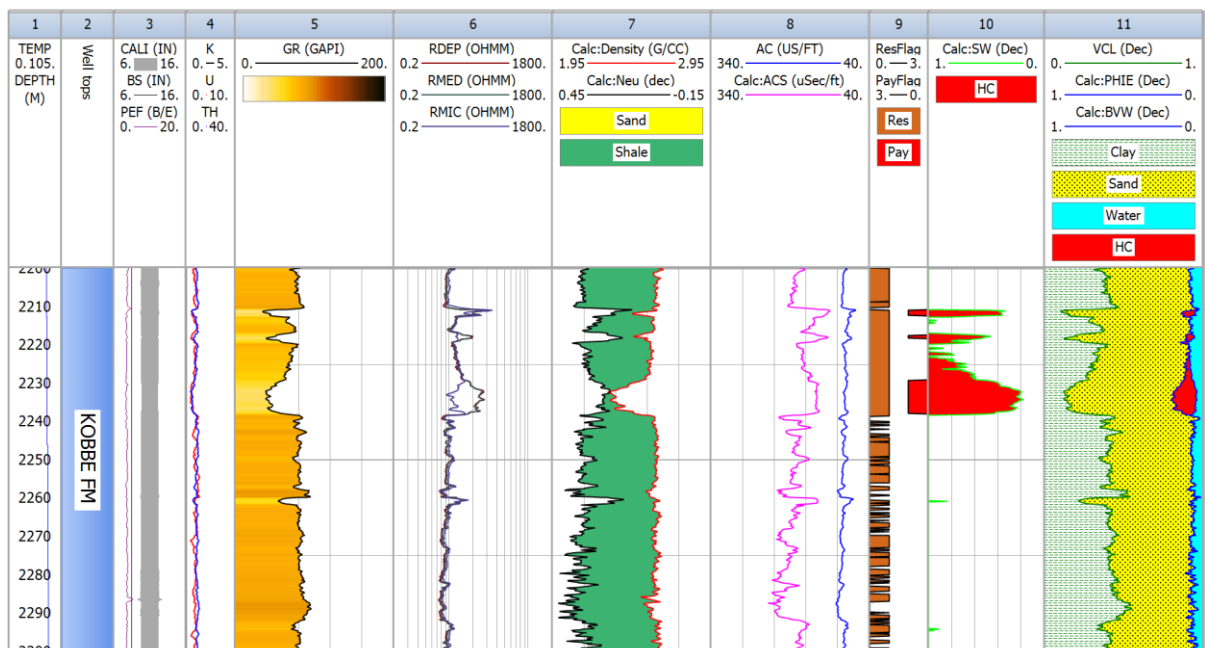 1 2 3 4 5 6 7 8 9 10 11
TEMP
0.105.
DEPTH
(M)
Well tops
CALI (IN)
6. 16.
BS (IN)
6. 16.
PEF (B/E)
0. 20.
K
0. 5.
U
0. 10.
TH
0. 40.
GR (GAPI)
0. 200.
RDEP (OHMM)
0.2 1800.
RMED (OHMM)
0.2 1800.
RMIC (OHMM)
0.2 1800.
Calc:Density (G/CC)
1.95 2.95
Calc:Neu (dec)
0.45 -0.15
Sand
Shale
AC (US/FT)
340. 40.
Calc:ACS (uSec/ft)
340. 40.
ResFlag
0. 3.
PayFlag
3. 0.
Res
Pay
Calc:SW (Dec)
1. 0.
HC
VCL (Dec)
0. 1.
Calc:PHIE (Dec)
1. 0.
Calc:BVW (Dec)
1. 0.
Clay
Sand
Water
HC
2200
2210
2220
2230
2240
2250
2260
2270
2280
2290
2300
KOBBE FM